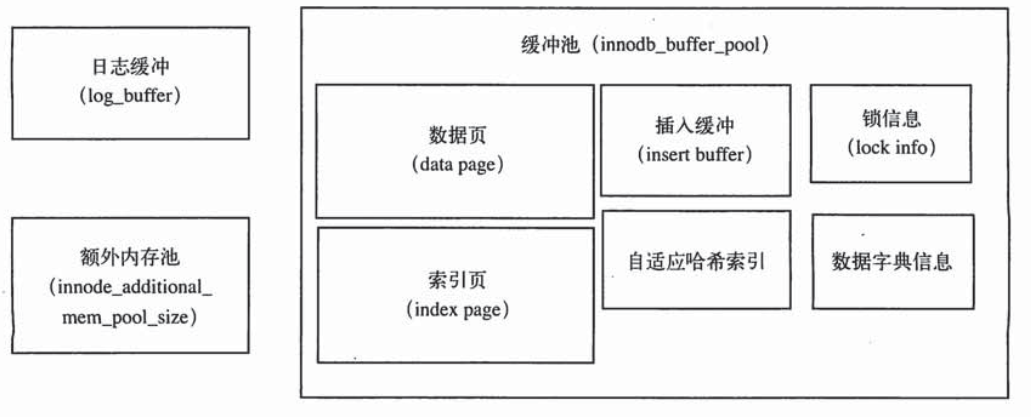 日志缓冲
(log_buffer)
额外内存池
(innode_additional_
mem_pool_size)
缓冲池 (innodb_buffer_pool)
数据页
(data page)
索引页
(index page)
插入缓冲
(insert buffer)
自适应哈希索引
锁信息
(lock info)
数据字典信息